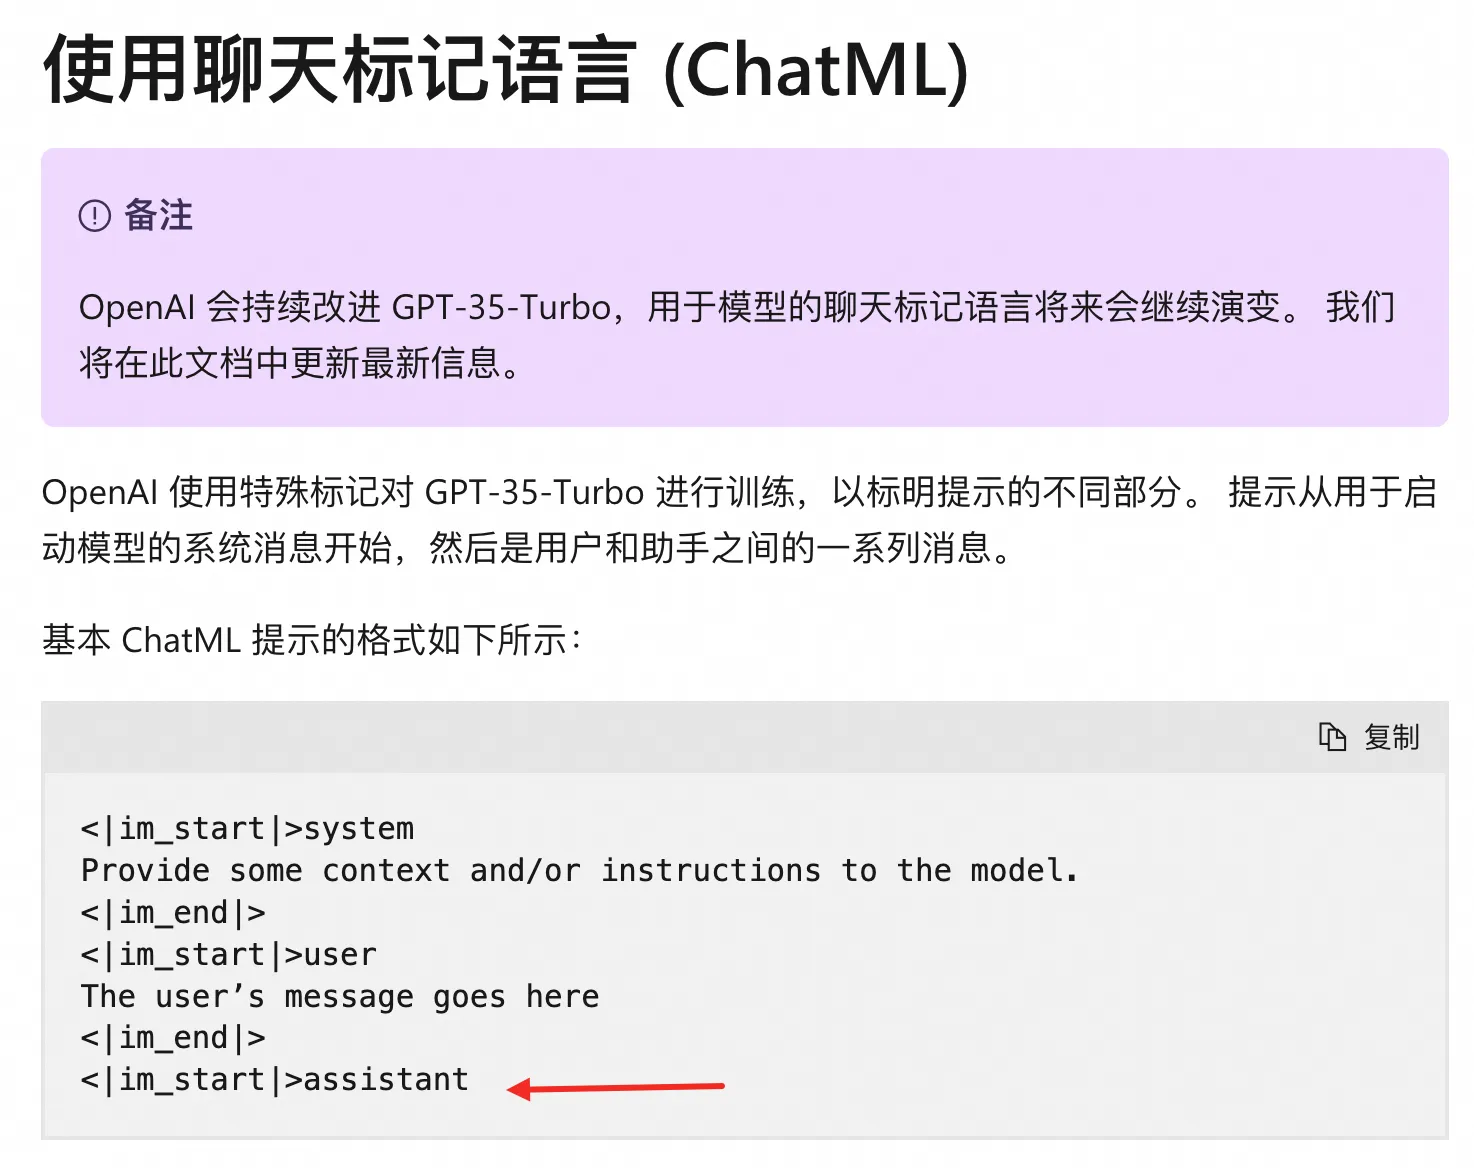 使用聊天标记语言 (ChatML)
备注
OpenAI 会持续改进 GPT-35-Turbo，用于模型的聊天标记语言将来会继续演变。 我们
将在此文档中更新最新信息。
OpenAI 使用特殊标记对 GPT-35-Turbo 进行训练，以标明提示的不同部分。 提示从用于启
动模型的系统消息开始，然后是用户和助手之间的一系列消息。
基本 ChatML 提示的格式如下所示：
复制
<|im_start|>system
Provide some context and/or instructions to the model.
<|im_end|>
<|im_start|>user
The user’s message goes here
<|im_end|>
<|im_start|>assistant